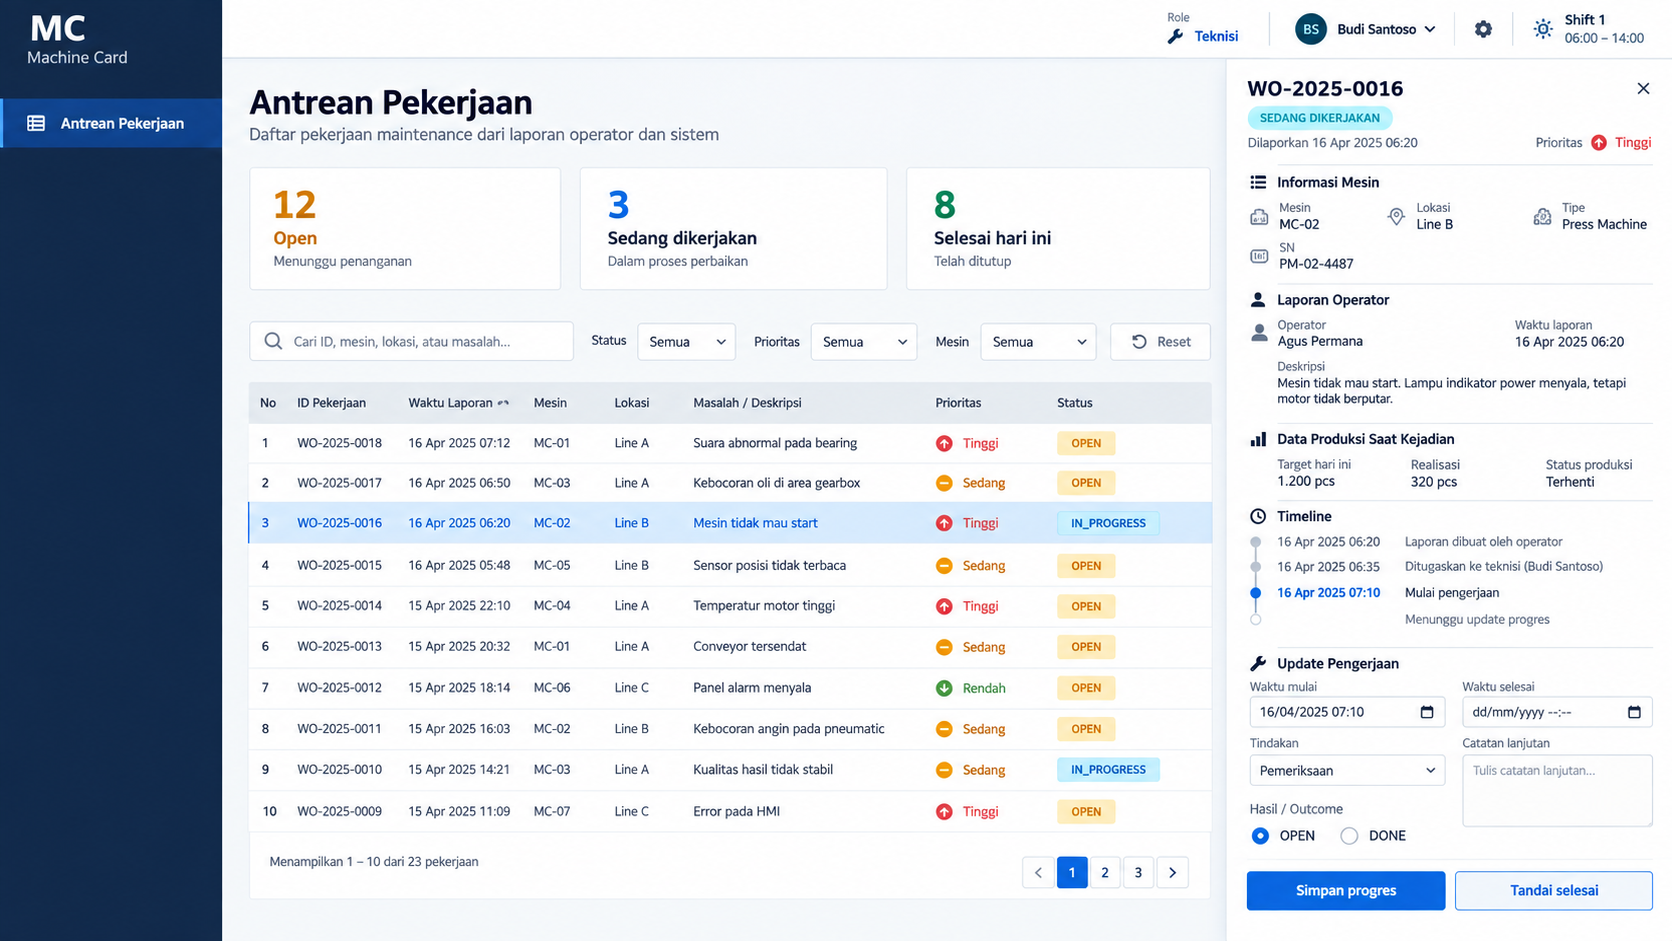 MC
Machine Card
Antrean Pekerjaan
Role
Teknisi
BS
Budi Santoso
Shift 1
06:00 – 14:00
Antrean Pekerjaan
Daftar pekerjaan maintenance dari laporan operator dan sistem
12
Open
Menunggu penanganan
3
Sedang dikerjakan
Dalam proses perbaikan
8
Selesai hari ini
Telah ditutup
Cari ID, mesin, lokasi, atau masalah...
Status
Semua
Prioritas
Semua
Mesin
Semua
Reset
No ID Pekerjaan Waktu Laporan Mesin Lokasi Masalah / Deskripsi Prioritas Status
1 WO-2025-0018 16 Apr 2025 07:12 MC-01 Line A Suara abnormal pada bearing Tinggi OPEN
2 WO-2025-0017 16 Apr 2025 06:50 MC-03 Line A Kebocoran oli di area gearbox Sedang OPEN
3 WO-2025-0016 16 Apr 2025 06:20 MC-02 Line B Mesin tidak mau start Tinggi IN_PROGRESS
4 WO-2025-0015 16 Apr 2025 05:48 MC-05 Line B Sensor posisi tidak terbaca Sedang OPEN
5 WO-2025-0014 15 Apr 2025 22:10 MC-04 Line A Temperatur motor tinggi Tinggi OPEN
6 WO-2025-0013 15 Apr 2025 20:32 MC-01 Line A Conveyor tersendat Sedang OPEN
7 WO-2025-0012 15 Apr 2025 18:14 MC-06 Line C Panel alarm menyala Rendah OPEN
8 WO-2025-0011 15 Apr 2025 16:03 MC-02 Line B Kebocoran angin pada pneumatic Sedang OPEN
9 WO-2025-0010 15 Apr 2025 14:21 MC-03 Line A Kualitas hasil tidak stabil Sedang IN_PROGRESS
10 WO-2025-0009 15 Apr 2025 11:09 MC-07 Line C Error pada HMI Tinggi OPEN
Menampilkan 1 – 10 dari 23 pekerjaan
1 2 3
WO-2025-0016
SEDANG DIKERJAKAN
Dilaporkan 16 Apr 2025 06:20 Prioritas Tinggi
Informasi Mesin
Mesin Lokasi Tipe
MC-02 Line B Press Machine
SN
PM-02-4487
Laporan Operator
Operator Waktu laporan
Agus Permana 16 Apr 2025 06:20
Deskripsi
Mesin tidak mau start. Lampu indikator power menyala, tetapi
motor tidak berputar.
Data Produksi Saat Kejadian
Target hari ini Realisasi Status produksi
1.200 pcs 320 pcs Terhenti
Timeline
16 Apr 2025 06:20 Laporan dibuat oleh operator
16 Apr 2025 06:35 Ditugaskan ke teknisi (Budi Santoso)
16 Apr 2025 07:10 Mulai pengerjaan
Menunggu update progres
Update Pengerjaan
Waktu mulai Waktu selesai
16/04/2025 07:10 dd/mm/yyyy --:--
Tindakan Catatan lanjutan
Pemeriksaan Tulis catatan lanjutan...
Hasil / Outcome
OPEN DONE
Simpan progres Tandai selesai